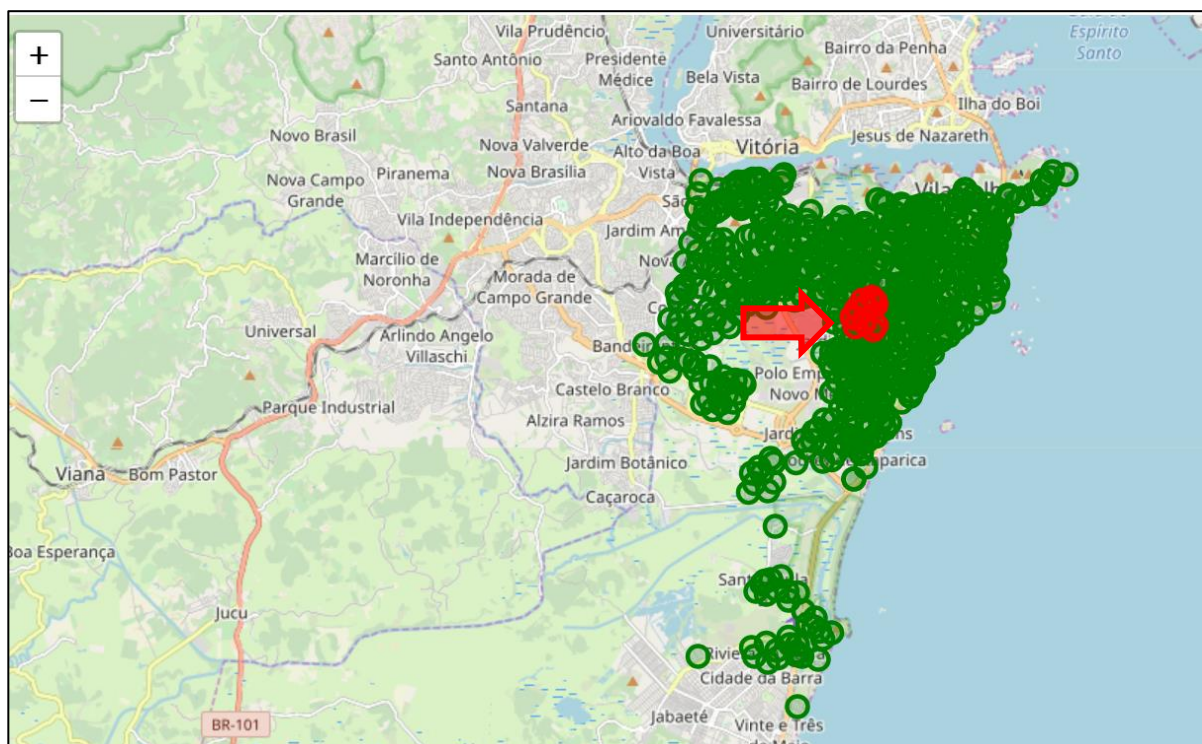 +
−
Vila Prudência
Universitário
Espírito
Santo
Bairro da Penha
Santo Antônio
Presidente
Médice
Bela Vista
Bairro de Lourdes
Santana
Ilha do Boi
Ariovaldo Favalessa
Novo Brasil
Nova Valverde
Alto da Boa
Vista
Vitória
Jesus de Nazareth
Nova Campo
Grande
Piranema
Nova Brasília
Vila Independência
Jardim Am
Marcílio de
Noronha
Morada de
Campo Grande
Universal
Arlindo Angelo
Villaschi
Polo Emp
Novo M
Castelo Branco
Parque Industrial
Alzira Ramos
Viana
Bom Pastor
Jardim Botânico
Caçaroca
Boa Esperança
Jucu
Cidade da Barra
BR-101
Jabaeté
Vinte e Três